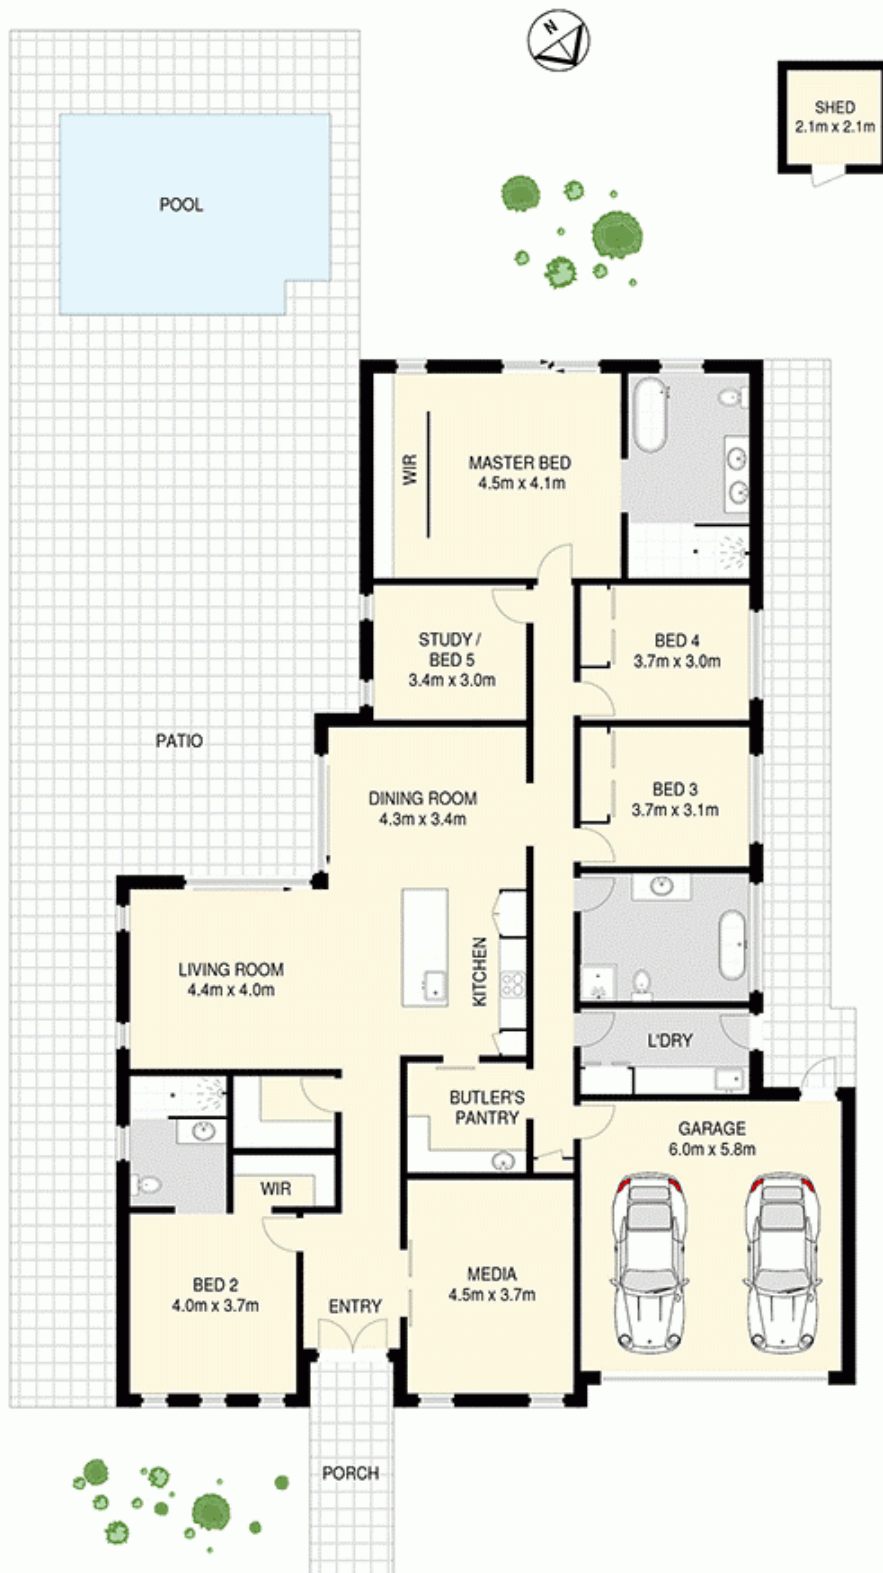 N
SHED
2.1m x 2.1m
POOL
WIR
MASTER BED
4.5m x 4.1m
STUDY /
BED 5
3.4m x 3.0m
BED 4
3.7m x 3.0m
PATIO
DINING ROOM
4.3m x 3.4m
BED 3
3.7m x 3.1m
LIVING ROOM
4.4m x 4.0m
KITCHEN
L'DRY
BUTLER'S
PANTRY
GARAGE
6.0m x 5.8m
WIR
BED 2
4.0m x 3.7m
ENTRY
MEDIA
4.5m x 3.7m
PORCH